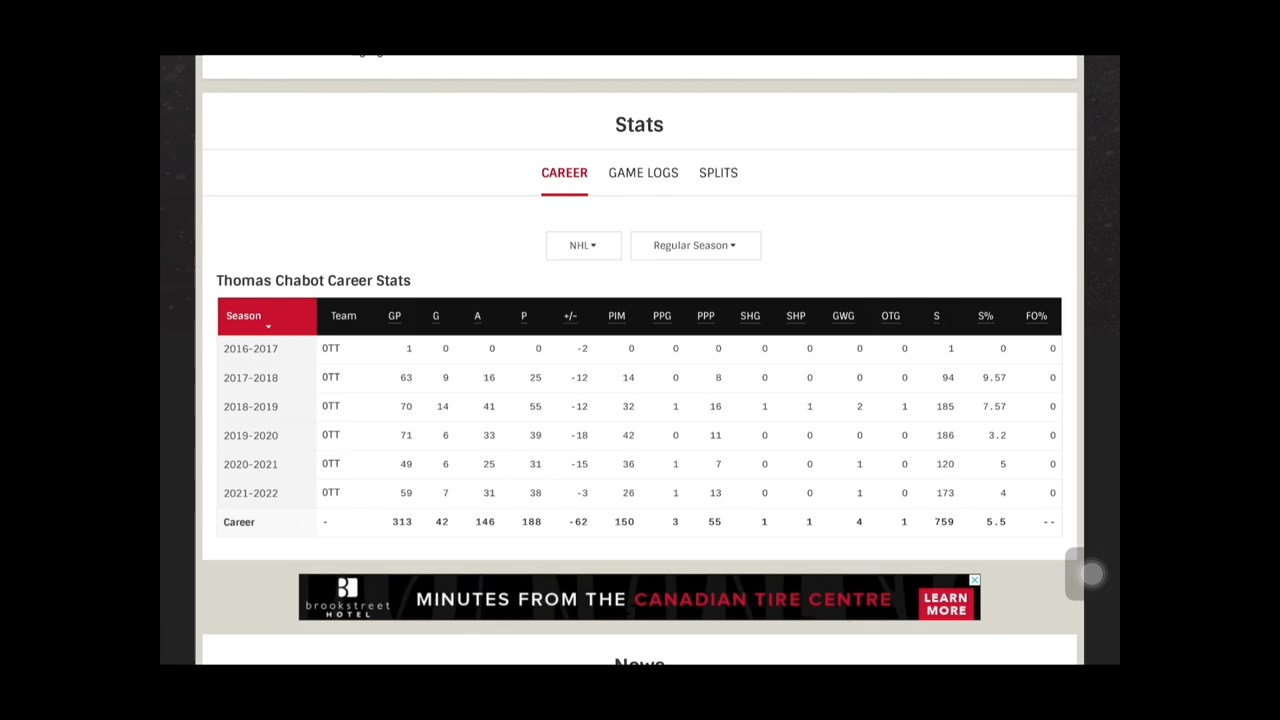 Stats
CAREER GAME LOGS SPLITS
NHL Regular Season
Thomas Chabot Career Stats
Season Team GP G A P +/- PIM PPG PPP SHG SHP GWG OTG S S% FO%
2016-2017 OTT 1 0 0 0 -2 0 0 0 0 0 0 0 1 0 0
2017-2018 OTT 63 9 16 25 -12 14 0 8 0 0 0 0 94 9.57 0
2018-2019 OTT 70 14 41 55 -12 32 1 16 1 1 2 1 185 7.57 0
2019-2020 OTT 71 6 33 39 -18 42 0 11 0 0 0 0 186 3.2 0
2020-2021 OTT 49 6 25 31 -15 36 1 7 0 0 1 0 120 5 0
2021-2022 OTT 59 7 31 38 -3 26 1 13 0 0 1 0 173 4 0
Career - 313 42 146 188 -62 150 3 55 1 1 4 1 759 5.5 --
B
brookstreet
HOTEL
MINUTES FROM THE CANADIAN TIRE CENTRE
LEARN
MORE
News